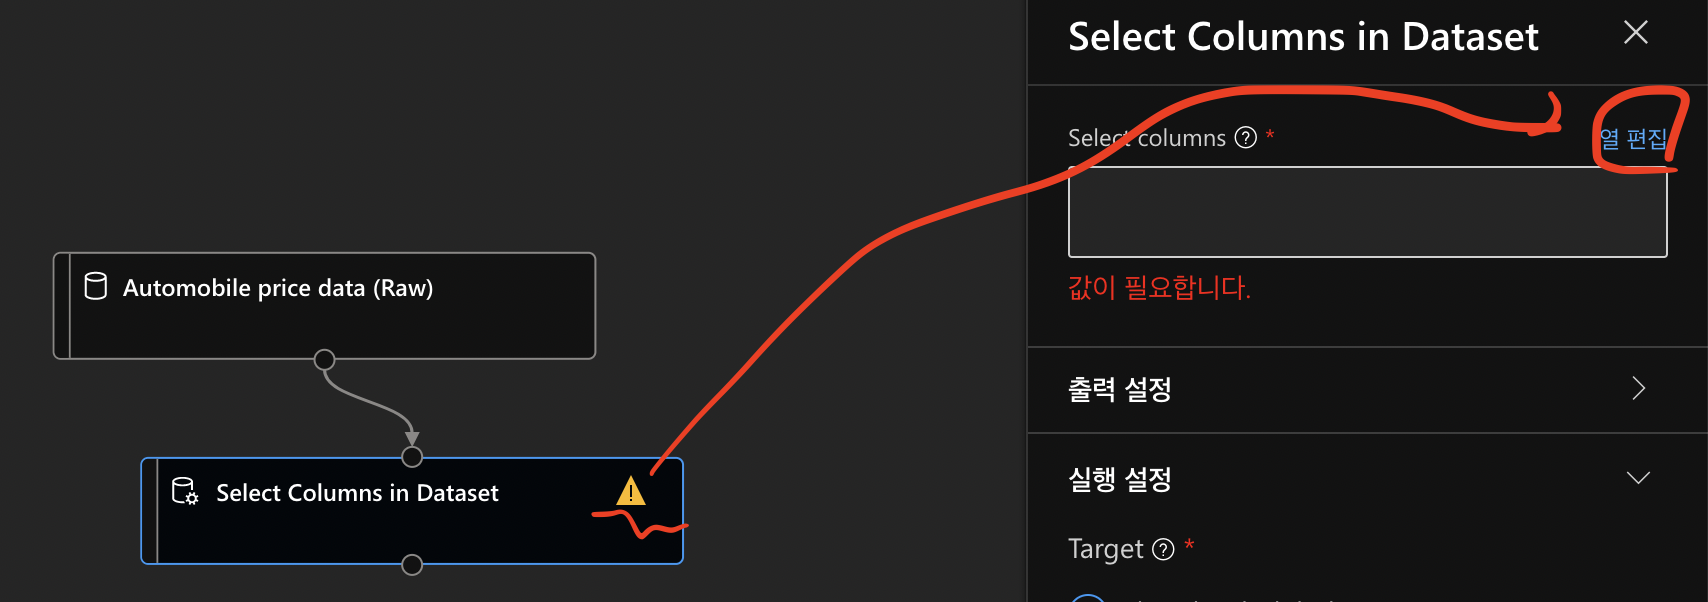 Select Columns in Dataset
Select columns ? *
열 편집
값이 필요합니다.
Automobile price data (Raw)
출력 설정
Select Columns in Dataset
실행 설정
Target ? *